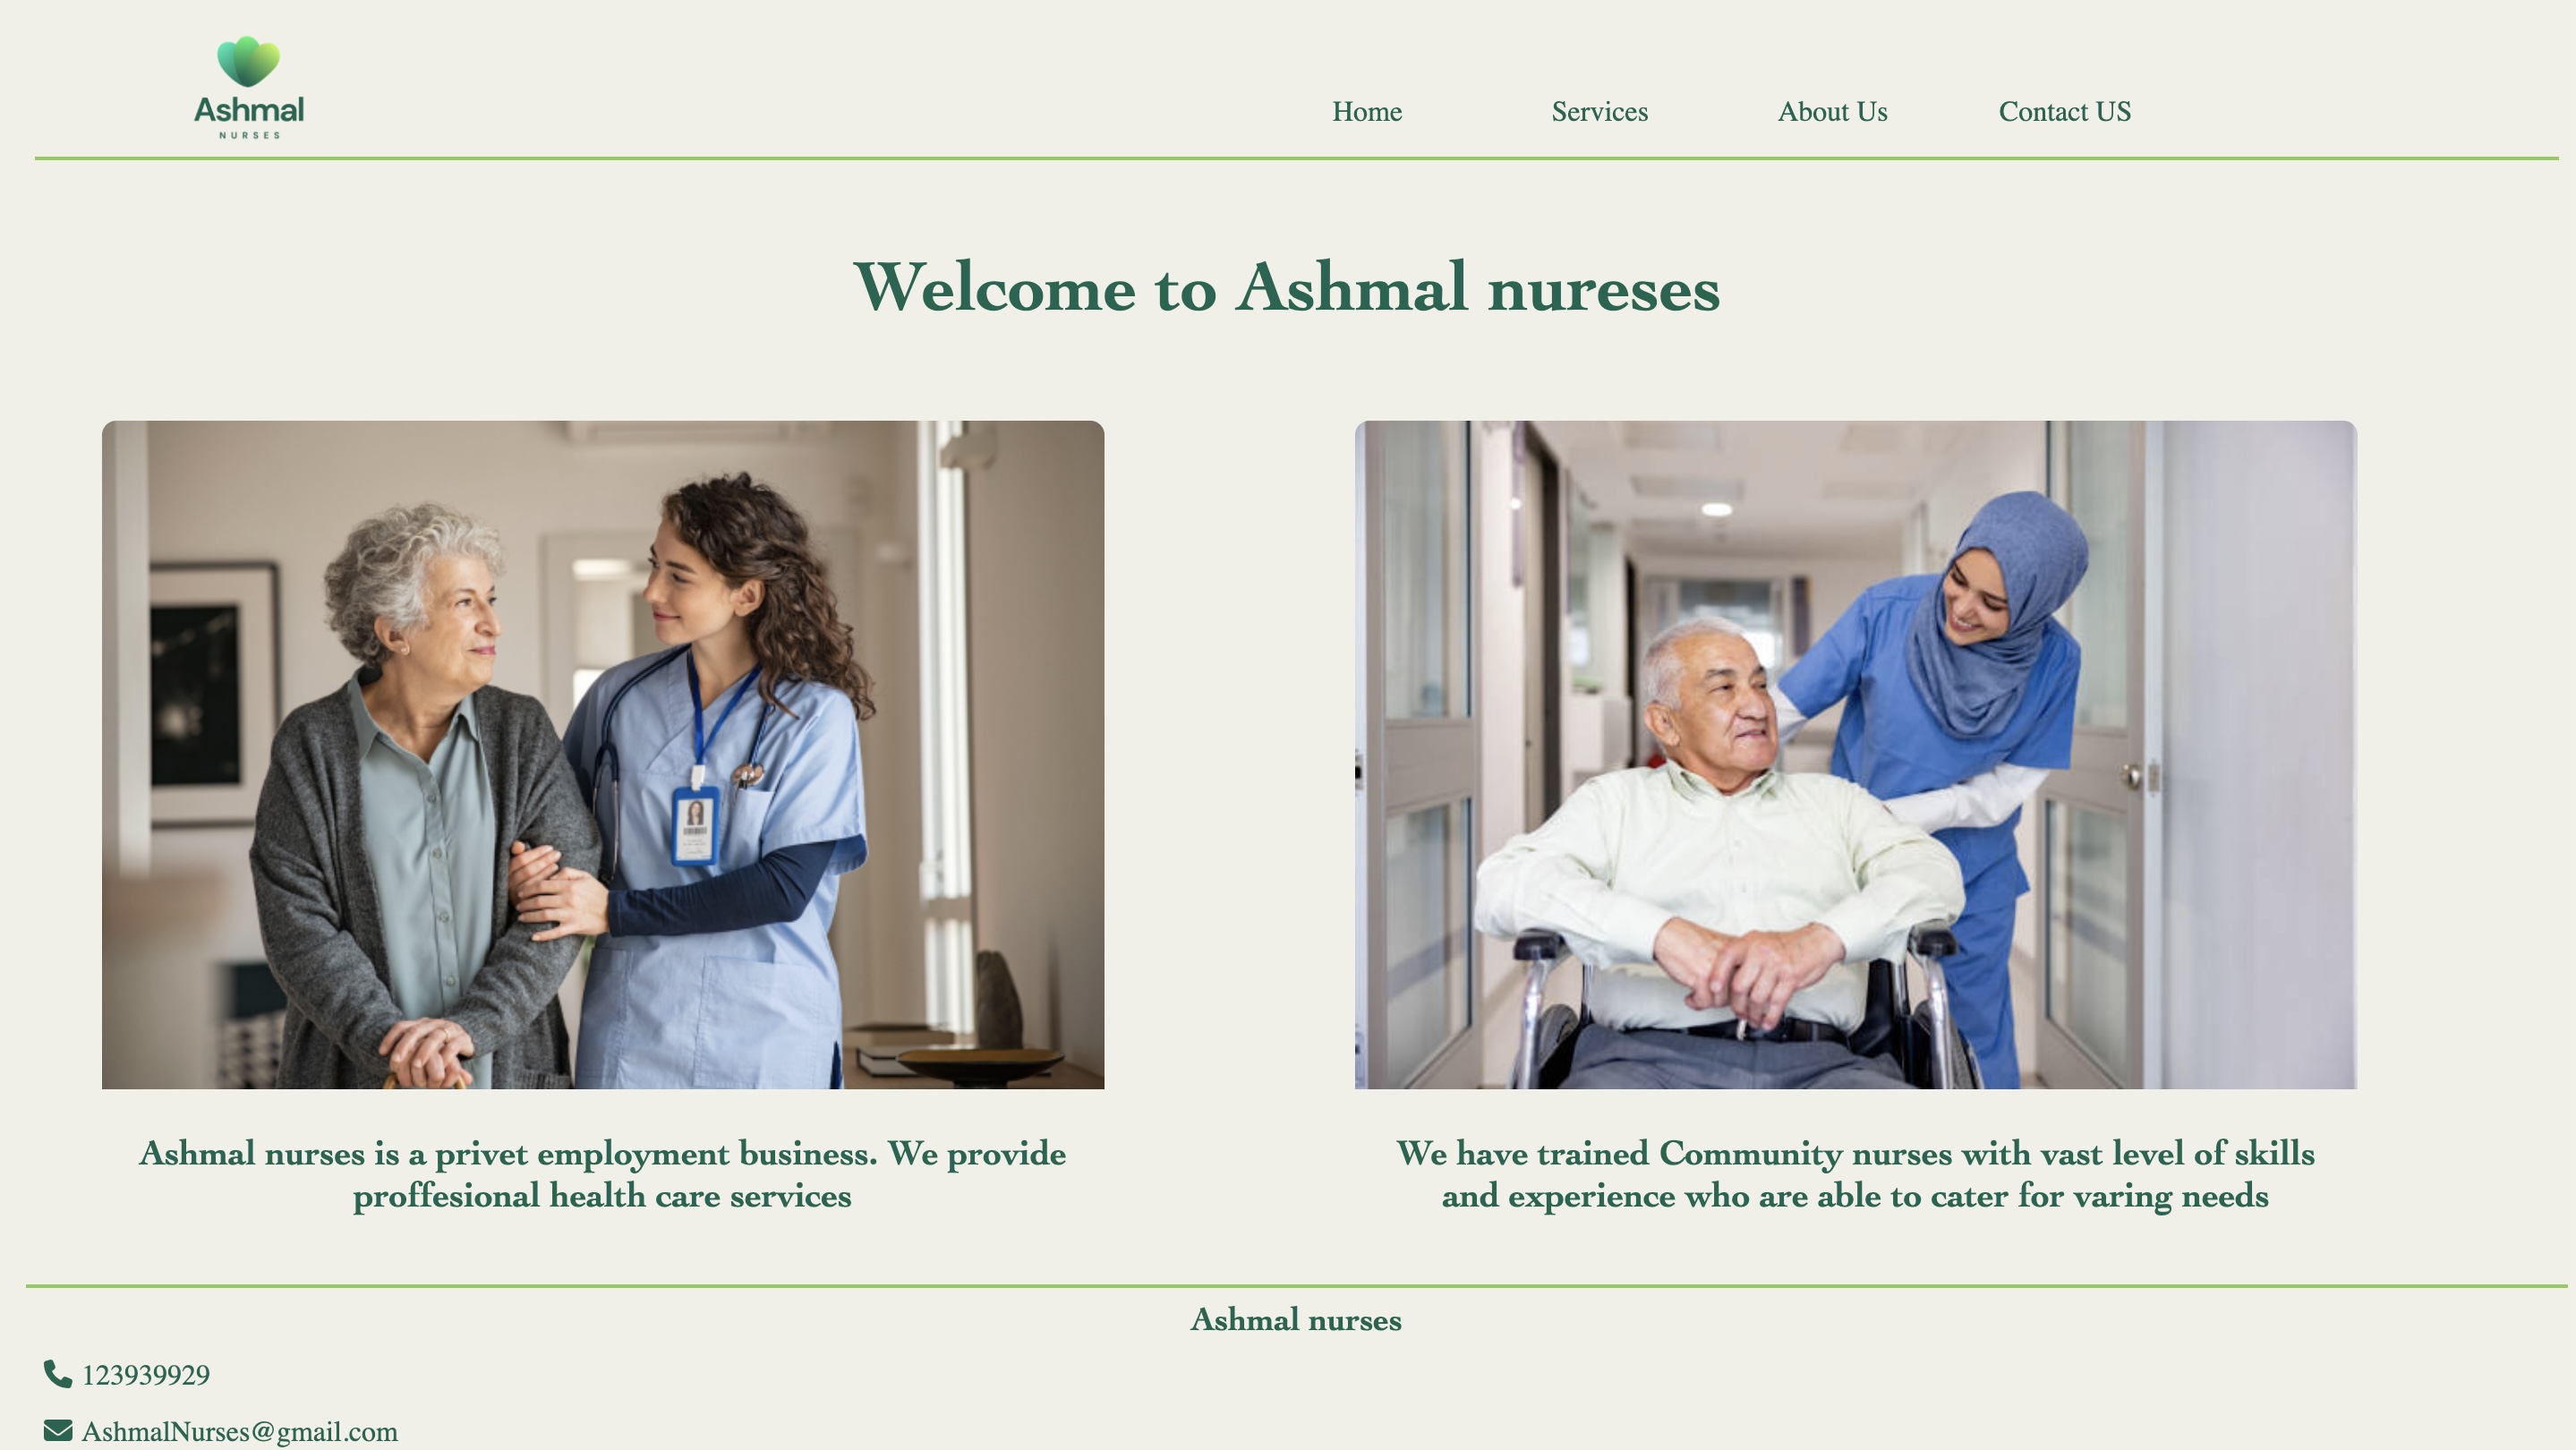 Ashmal
NURSES
Home Services About Us Contact US
Welcome to Ashmal nureses
Ashmal nurses is a privet employment business. We provide
proffesional health care services
We have trained Community nurses with vast level of skills
and experience who are able to cater for varing needs
Ashmal nurses
123939929
AshmalNurses@gmail.com